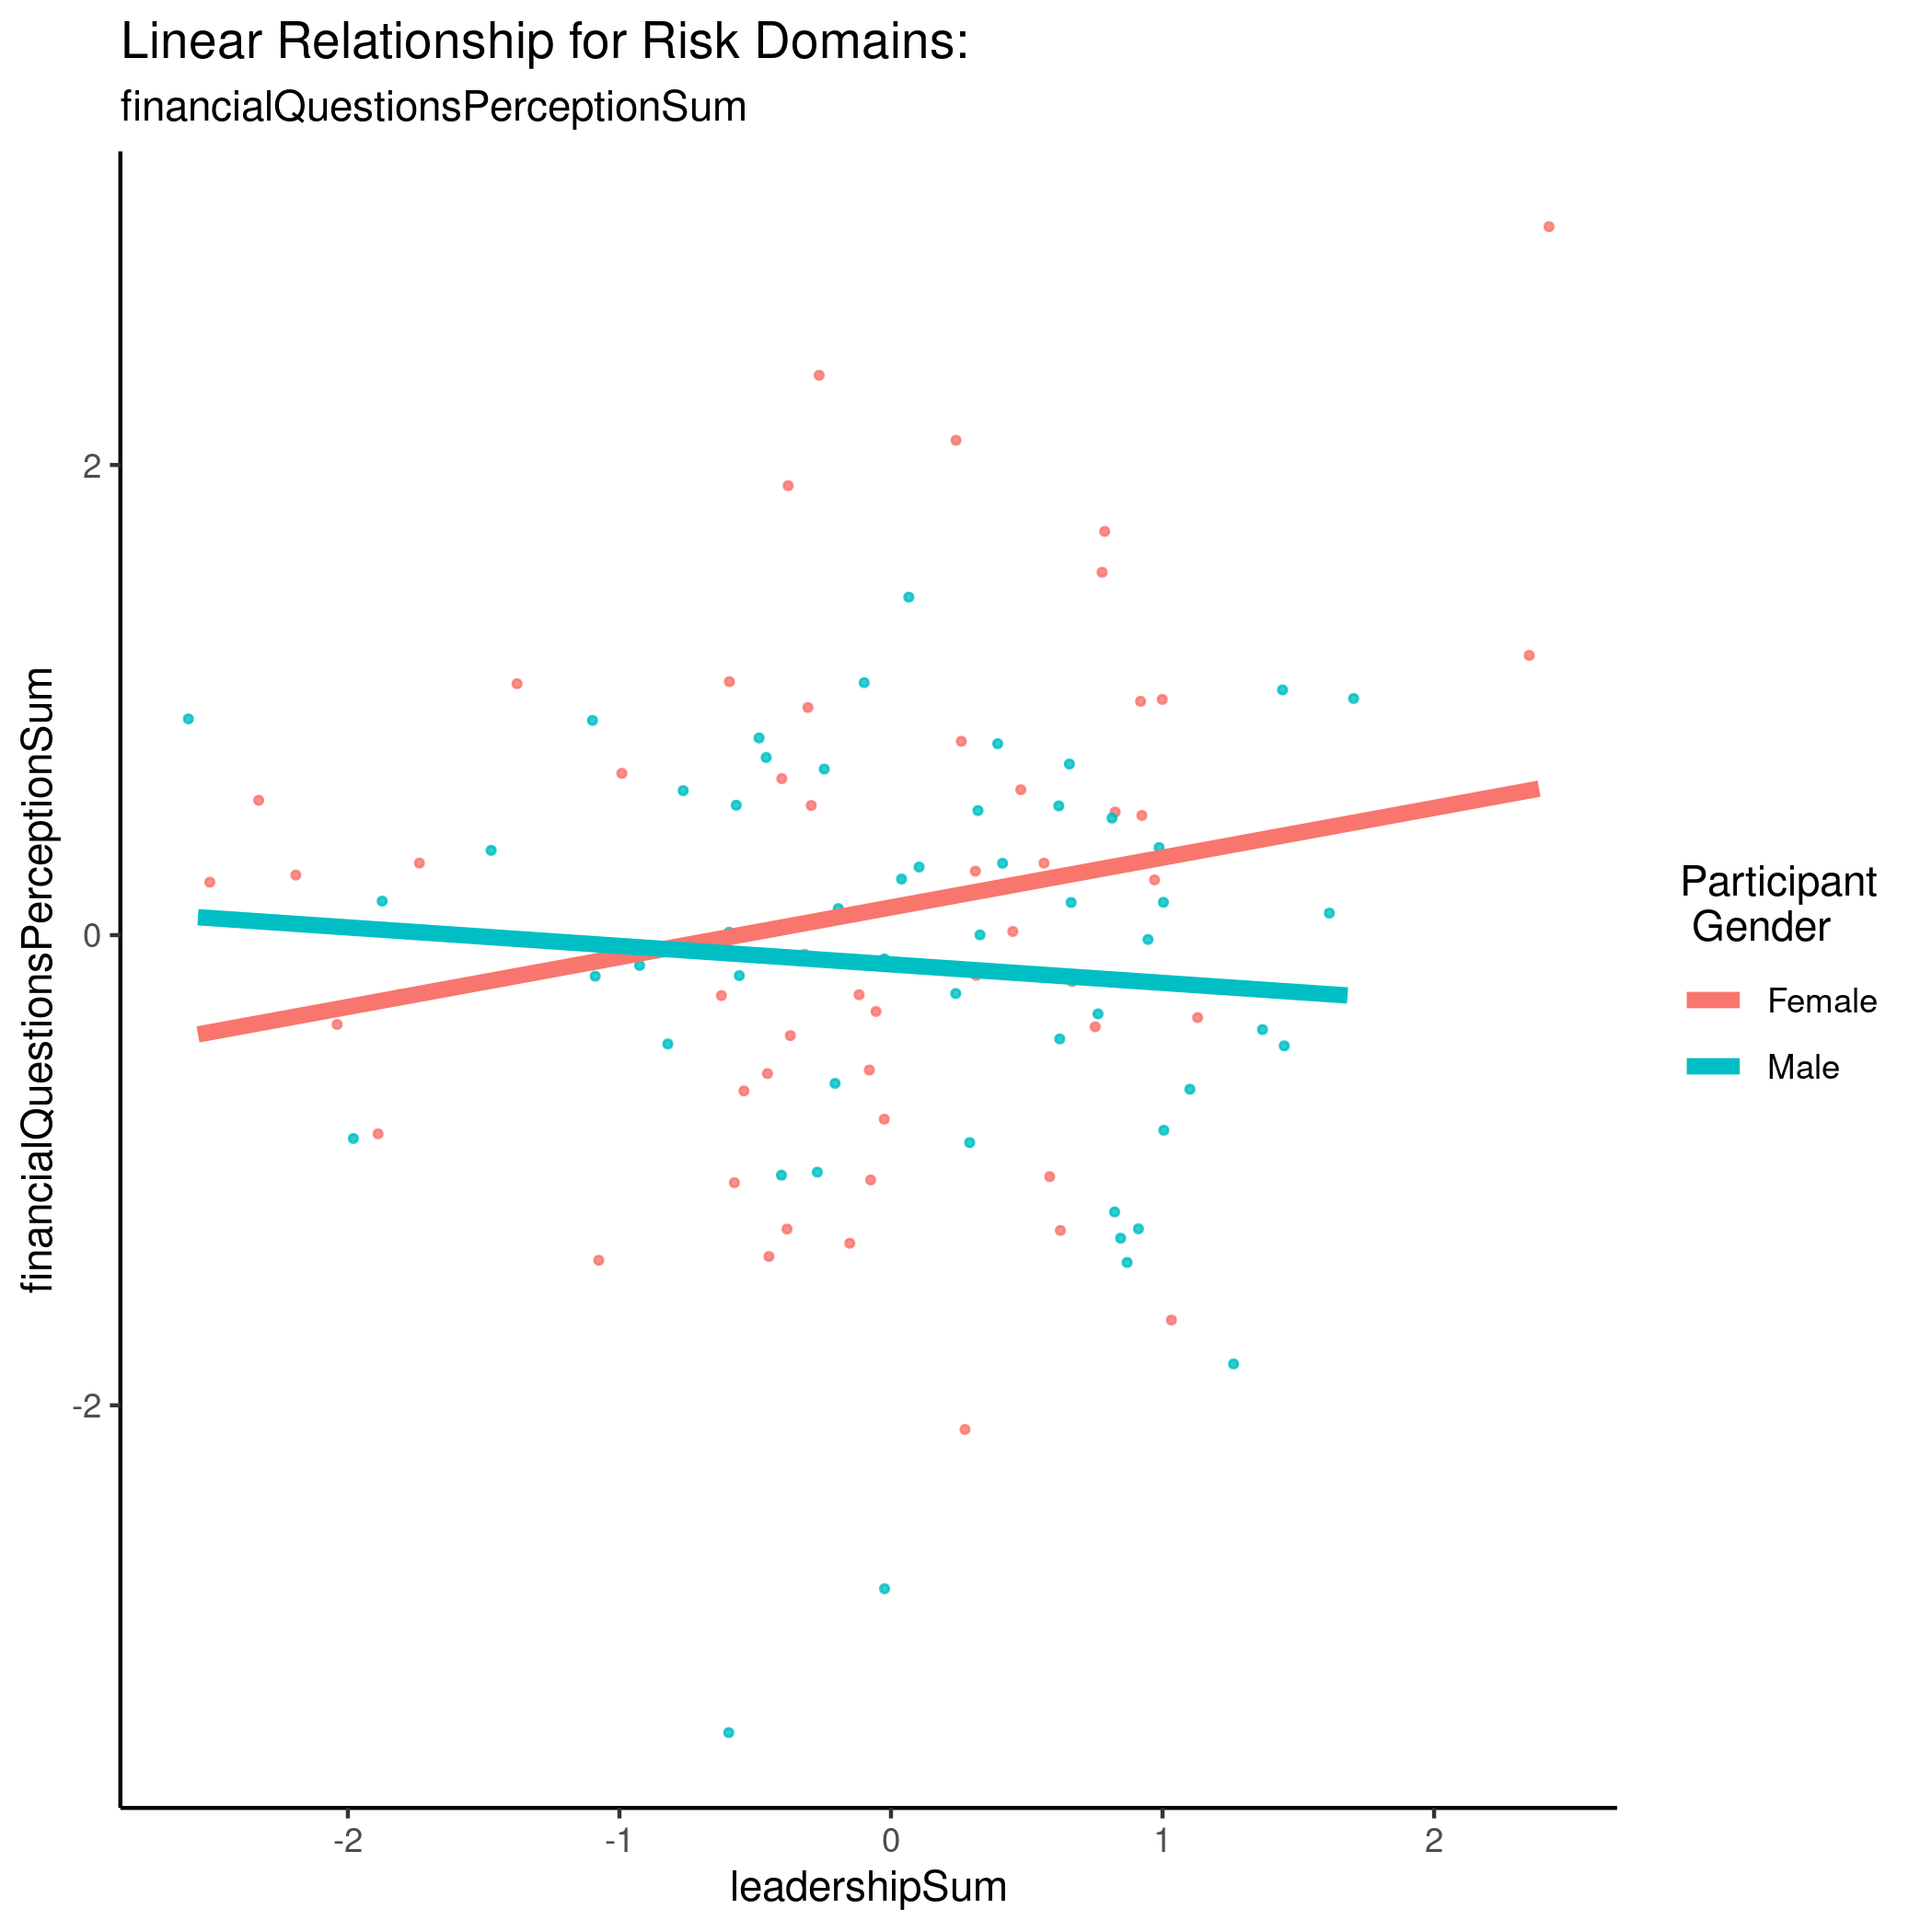 Linear Relationship for Risk Domains:
financialQuestionsPerceptionSum
financialQuestionsPerceptionSum
2
0
-2
-2
-1
0
1
2
leadershipSum
Participant
Gender
Female
Male